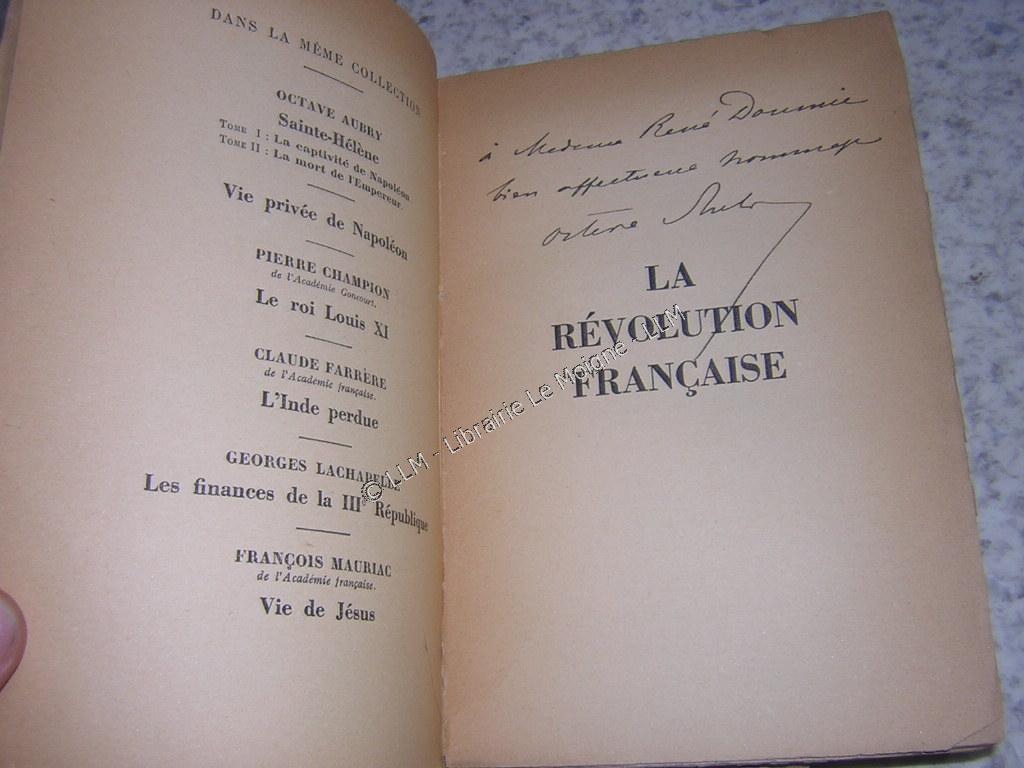 DANS LA MÊME COLLECTION
OCTAVE AUBRY
Sainte-Hélène
TOME I : La captivité de Napoléon
TOME II : La mort de l'Empereur.
Vie privée de Napoléon
PIERRE CHAMPION
de l'Académie Goncourt.
Le roi Louis XI
CLAUDE FARRÈRE
de l'Académie française.
L'Inde perdue
GEORGES LACHAPELLE
Les finances de la IIIe République
FRANÇOIS MAURIAC
de l'Académie française.
Vie de Jésus
à Madame René Doumic
bien affectueux hommage
Octave Aubry
LA
RÉVOLUTION
FRANÇAISE
© LLM - Librairie Le Moigne - LLM